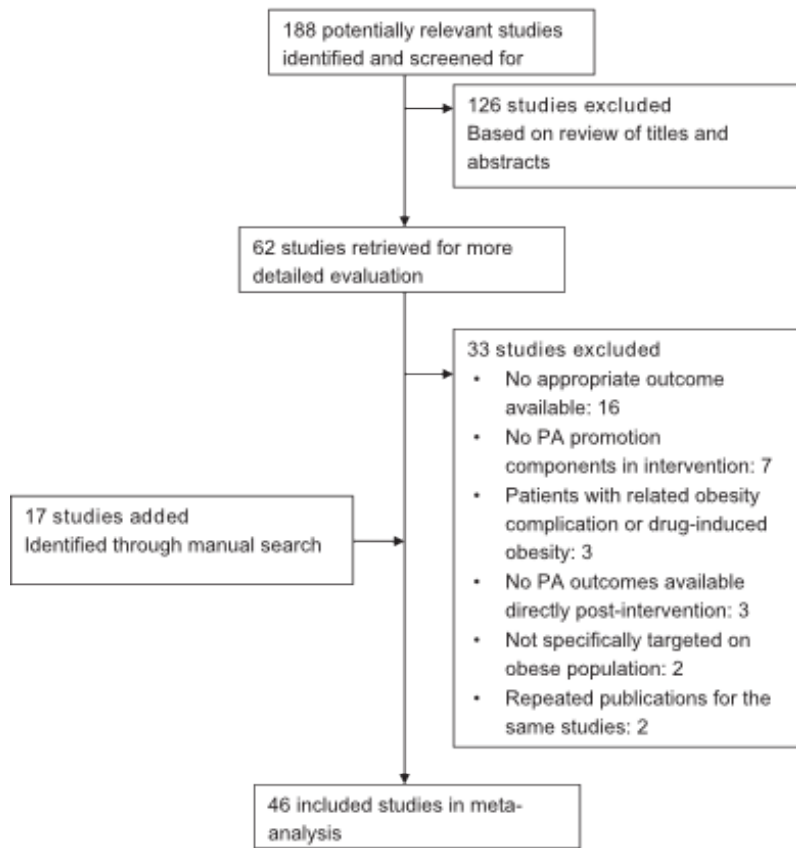 188 potentially relevant studies
identified and screened for
126 studies excluded
Based on review of titles and
abstracts
62 studies retrieved for more
detailed evaluation
33 studies excluded
• No appropriate outcome
available: 16
• No PA promotion
components in intervention: 7
• Patients with related obesity
complication or drug-induced
obesity: 3
• No PA outcomes available
directly post-intervention: 3
• Not specifically targeted on
obese population: 2
• Repeated publications for the
same studies: 2
17 studies added
Identified through manual search
46 included studies in meta-
analysis